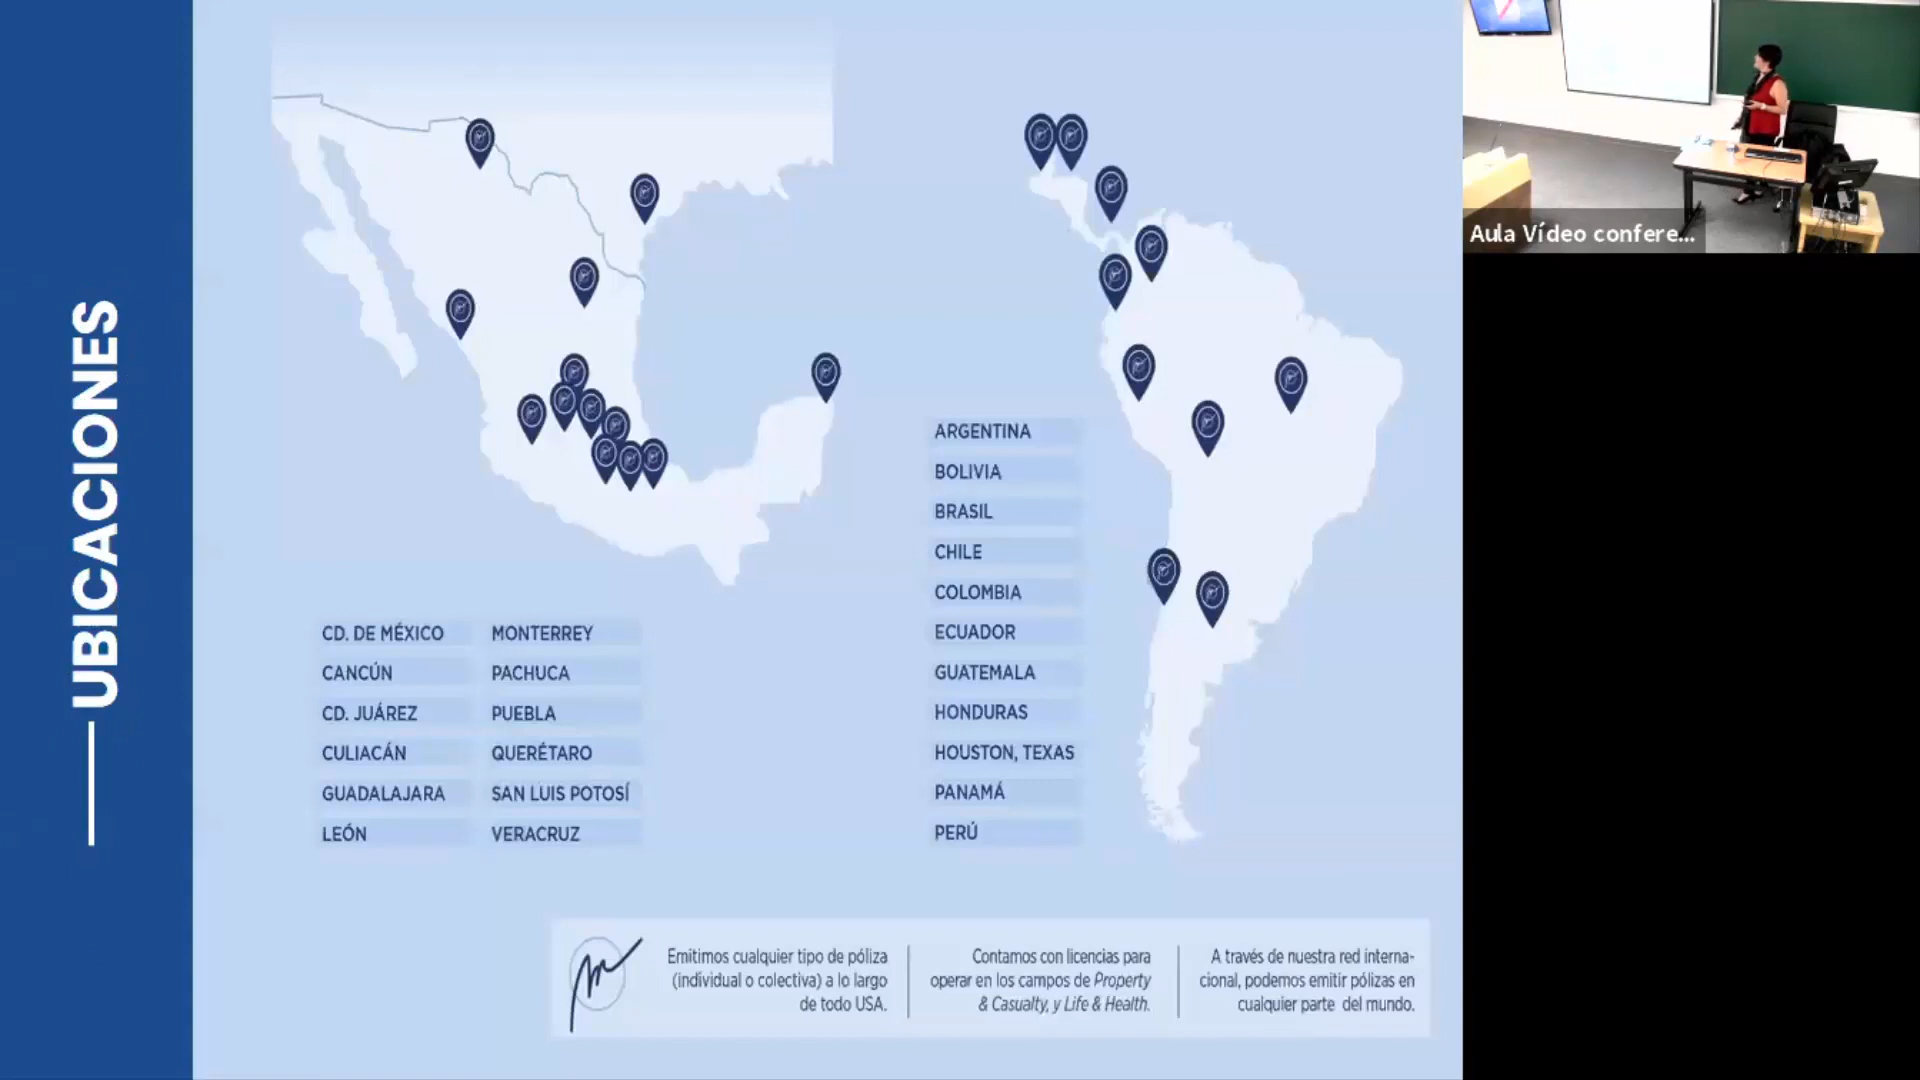 UBICACIONES
CD. DE MÉXICO
CANCÚN
CD. JUÁREZ
CULIACÁN
GUADALAJARA
LEÓN
MONTERREY
PACHUCA
PUEBLA
QUERÉTARO
SAN LUIS POTOSÍ
VERACRUZ
ARGENTINA
BOLIVIA
BRASIL
CHILE
COLOMBIA
ECUADOR
GUATEMALA
HONDURAS
HOUSTON, TEXAS
PANAMÁ
PERÚ
Emitimos cualquier tipo de póliza
(individual o colectiva) a lo largo
de todo USA.
Contamos con licencias para
operar en los campos de Property
& Casualty, y Life & Health.
A través de nuestra red interna-
cional, podemos emitir pólizas en
cualquier parte del mundo.
Aula Vídeo confere...